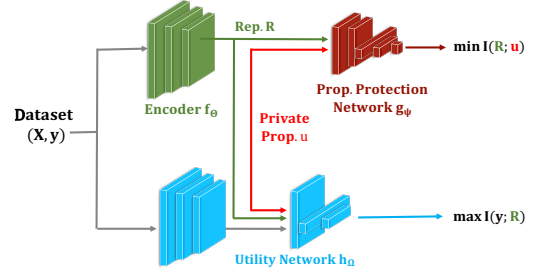 Rep. R
min I(R; u)
Encoder fΘ
Prop. Protection
Network gψ
Dataset
(X, y)
Private
Prop. u
max I(y; R)
Utility Network hΩ